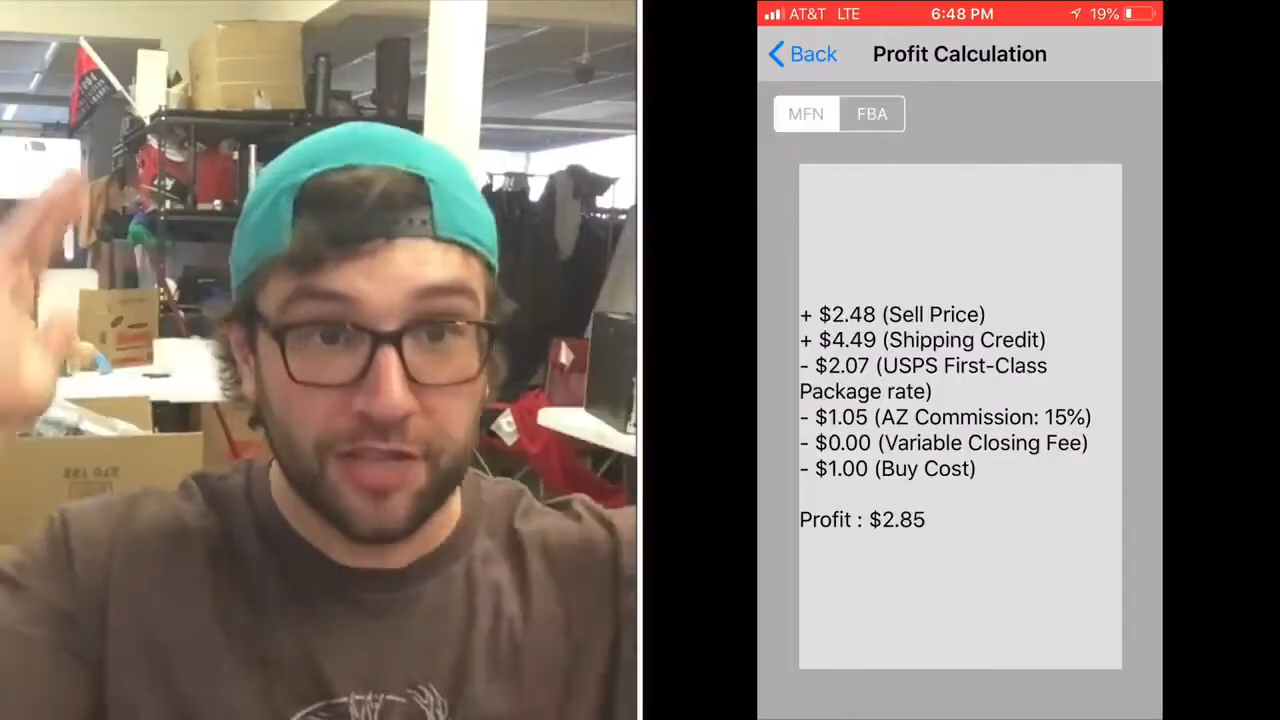 AT&T LTE 6:48 PM 19%
Back Profit Calculation
MFN FBA
+ $2.48 (Sell Price)
+ $4.49 (Shipping Credit)
- $2.07 (USPS First-Class
Package rate)
- $1.05 (AZ Commission: 15%)
- $0.00 (Variable Closing Fee)
- $1.00 (Buy Cost)
Profit : $2.85